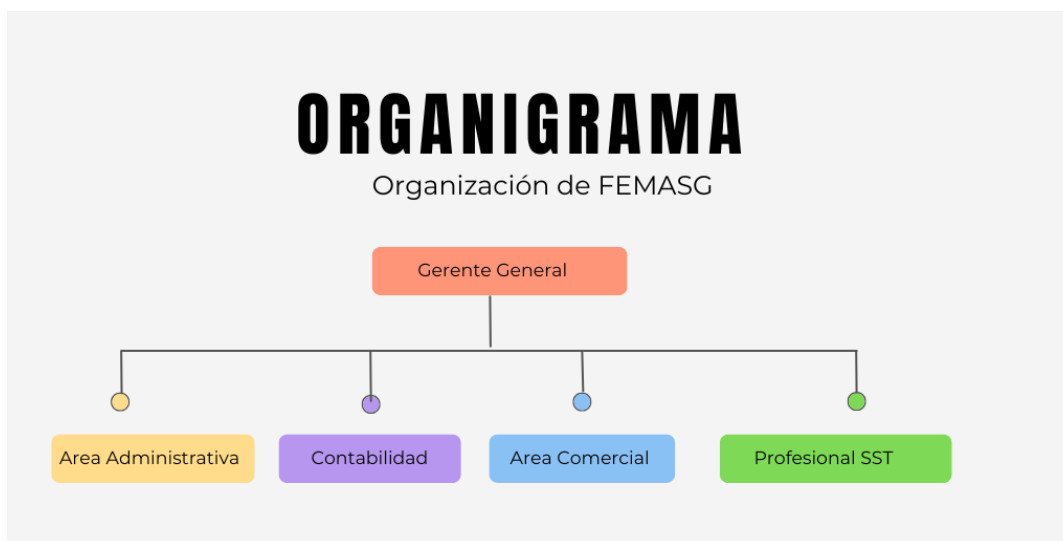 ORGANIGRAMA
Organización de FEMASG
Gerente General
Area Administrativa
Contabilidad
Area Comercial
Profesional SST